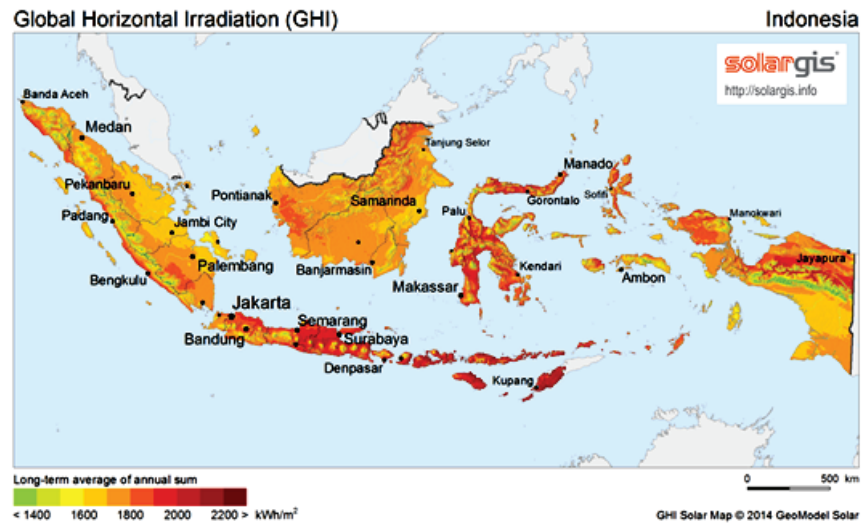 Global Horizontal Irradiation (GHI)
Indonesia
solargis
http://solargis.info
Banda Aceh
Medan
Tanjung Selor
Manado
Pekanbaru
Pontianak
Samarinda
Gorontalo
Sofifi
Padang
Jambi City
Palu
Manokwari
Palembang
Banjarmasin
Kendari
Jayapura
Bengkulu
Makassar
Ambon
Jakarta
Semarang
Bandung
Surabaya
Denpasar
Kupang
Long-term average of annual sum
< 1400 1600 1800 2000 2200 > kWh/m²
0 500 km
GHI Solar Map © 2014 GeoModel Solar